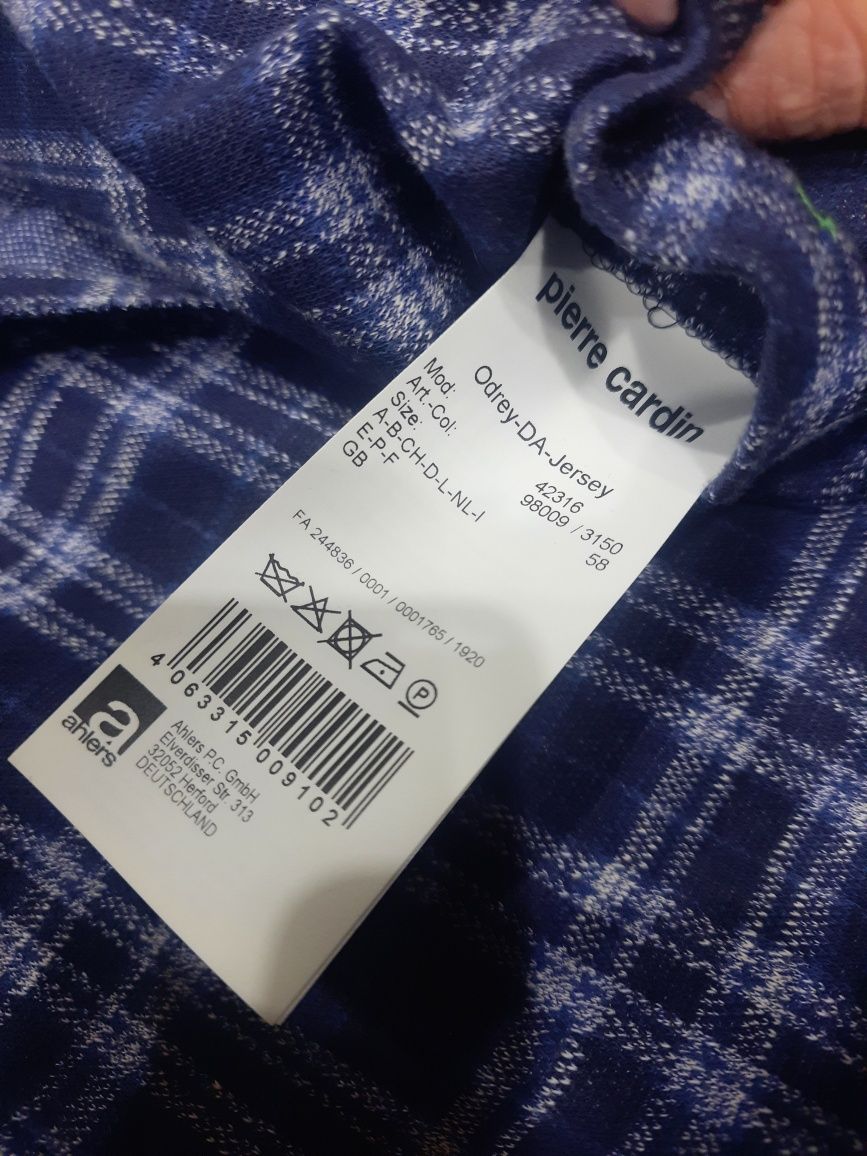 pierre cardin
Mod: Odrey-DA-Jersey
42316
Art.-Col: 98009 / 3150
Size:
A-B-CH-D-L-NL-I 58
E-P-F
GB
FA 244836 / 0001 / 0001765 / 1920
P
4 063315 009102
a
ahlers
Ahlers P.C. GmbH
Elverdisser Str. 313
32052 Herford
DEUTSCHLAND